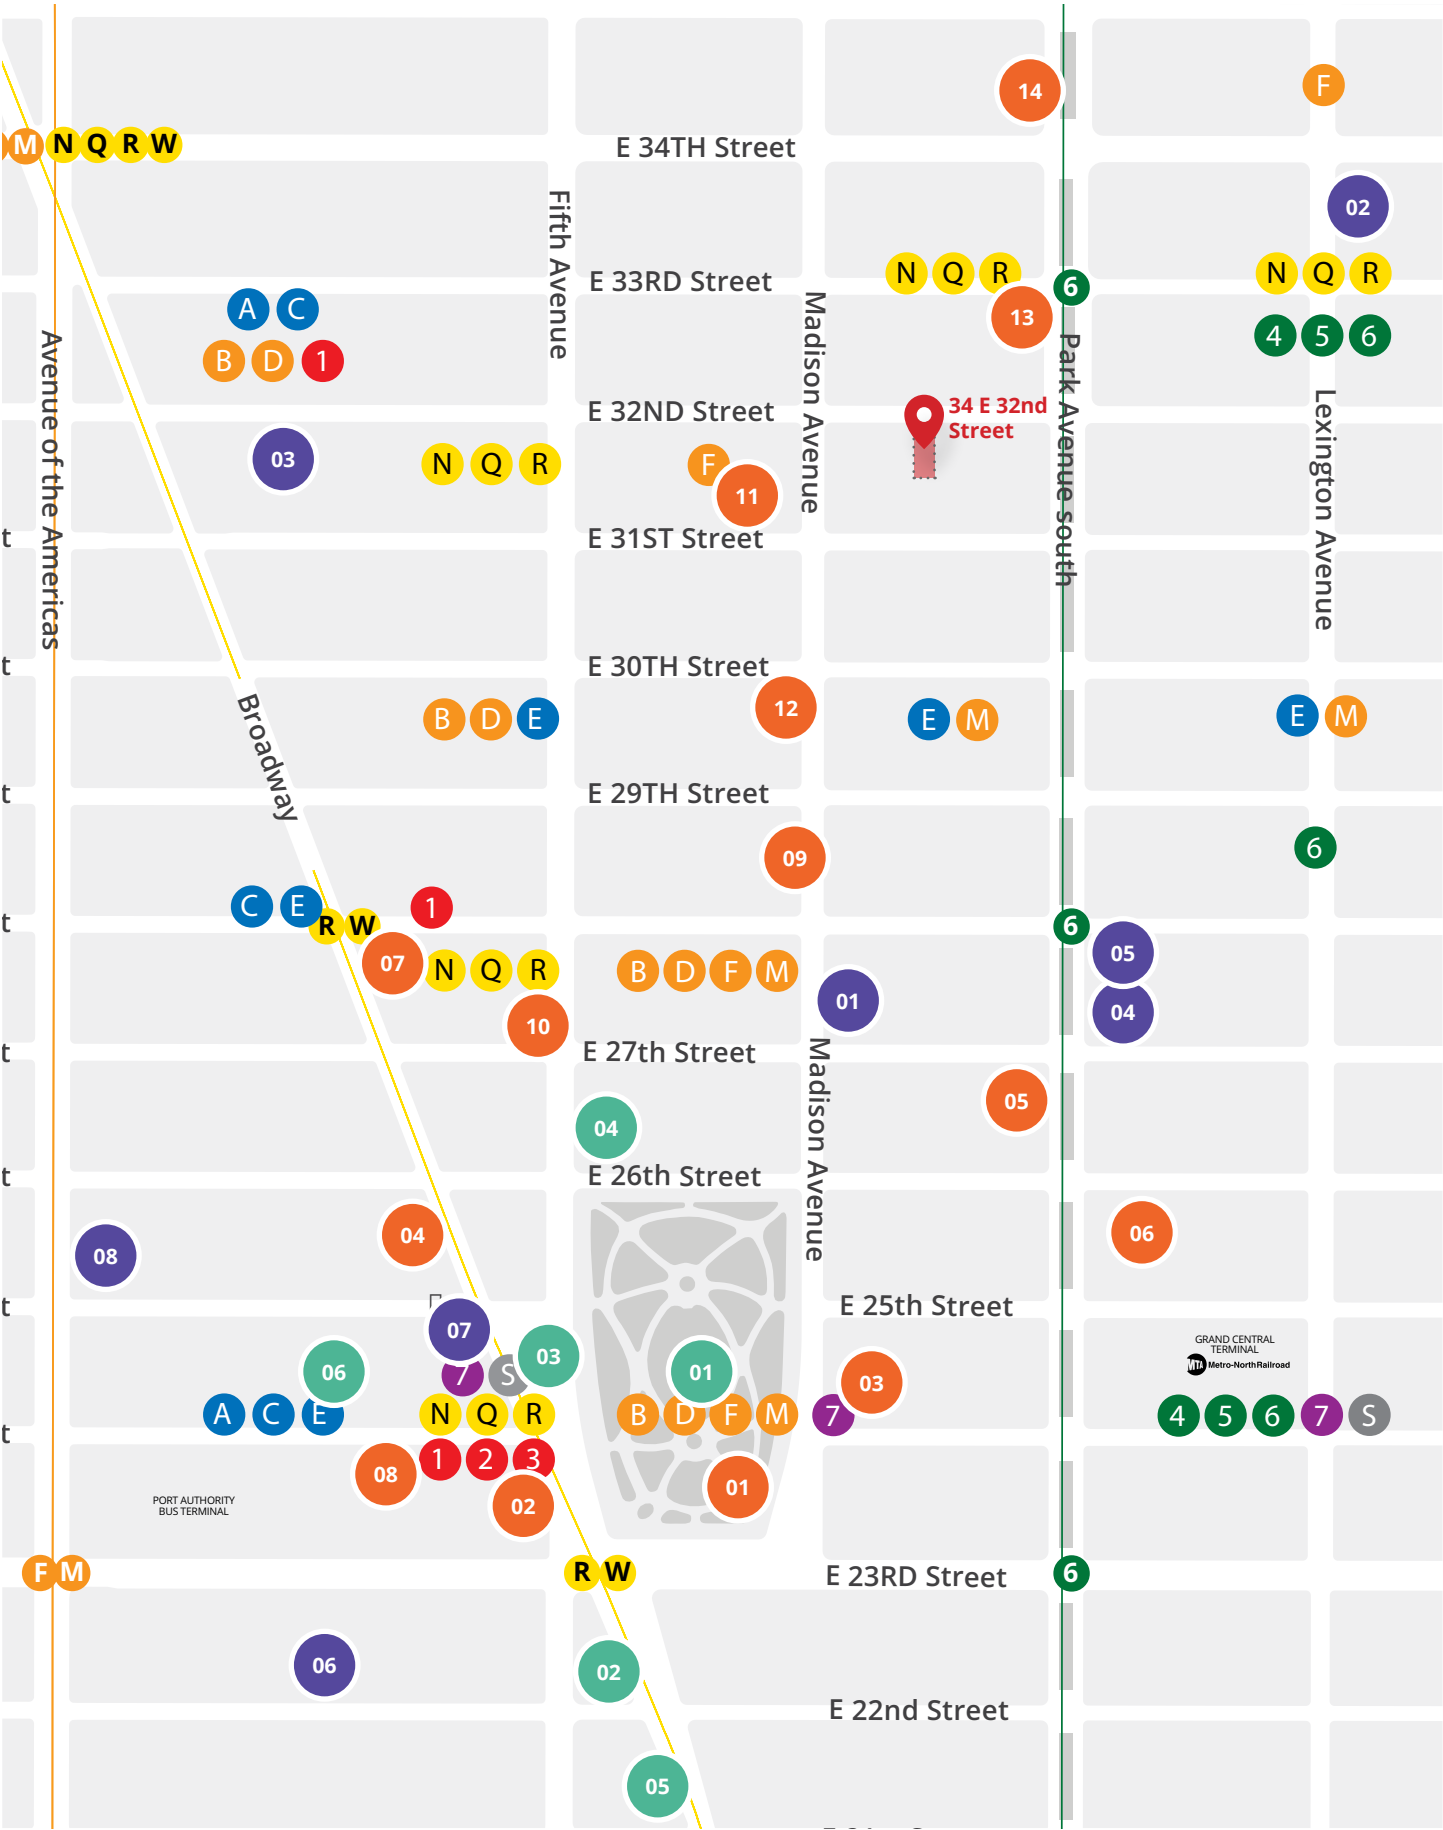 14
F
M N Q R W
E 34TH Street
Fifth Avenue
02
E 33RD Street
N Q R
6
N Q R
A C
13
4 5 6
B D 1
Avenue of the Americas
Madison Avenue
Park Avenue south
Lexington Avenue
34 E 32nd
Street
E 32ND Street
03
N Q R
F
11
E 31ST Street
t
E 30TH Street
t
Broadway
B D E
12
E M
E M
E 29TH Street
t
09
6
C E
1
R W
t
6
07
N Q R
B D F M
01
05
04
10
E 27th Street
t
Madison Avenue
04
05
E 26th Street
t
08
04
06
E 25th Street
t
07
03
7 S
06
01
03
GRAND CENTRAL
TERMINAL
MTA Metro-North Railroad
A C E
N Q R
B D F M
7
4 5 6 7 S
t
08
1 2 3
02
01
PORT AUTHORITY
BUS TERMINAL
F M
R W
E 23RD Street
6
06
02
E 22nd Street
05